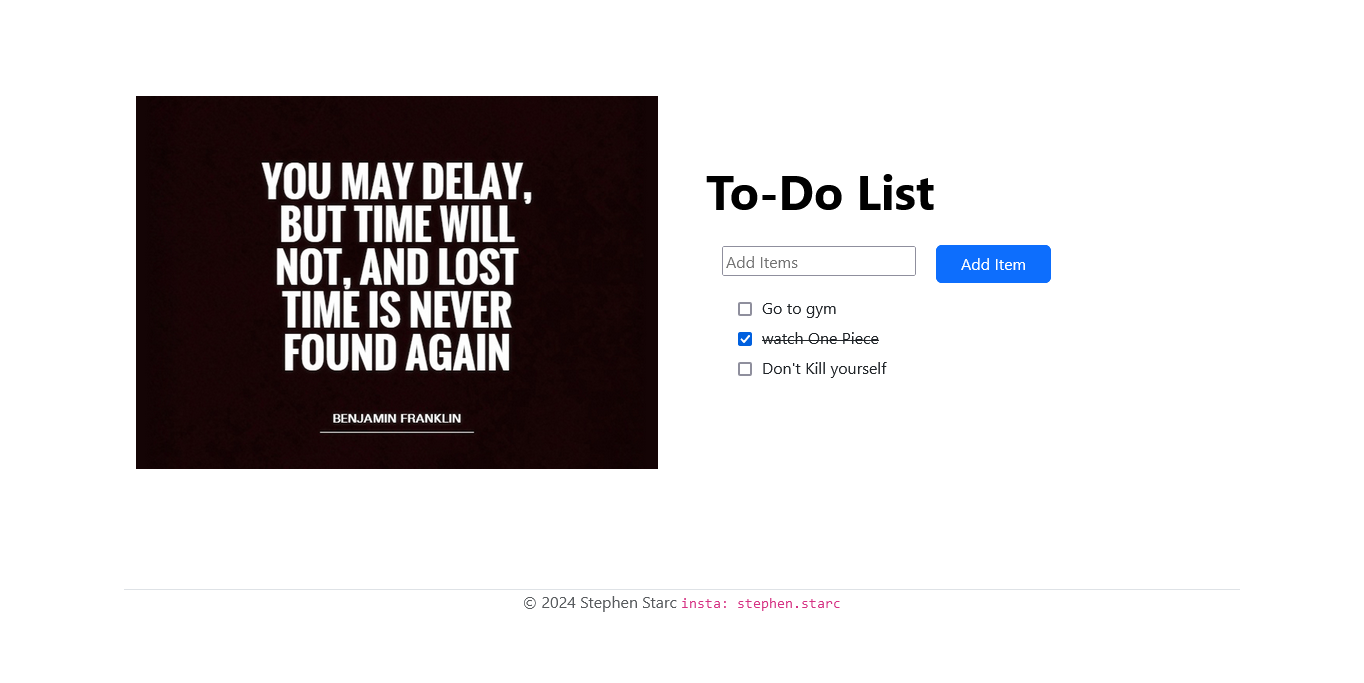 YOU MAY DELAY,
BUT TIME WILL
NOT, AND LOST
TIME IS NEVER
FOUND AGAIN
BENJAMIN FRANKLIN
To-Do List
Add Items
Add Item
Go to gym
watch One Piece
Don't Kill yourself
© 2024 Stephen Starc insta: stephen.starc